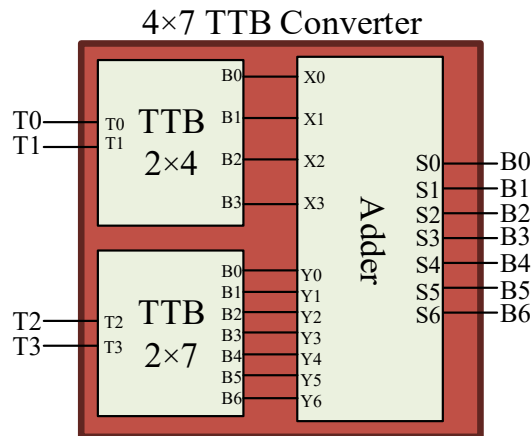 4×7 TTB Converter
T0
T1
T0
T1
TTB
2×4
B0
B1
B2
B3
X0
X1
X2
X3
T2
T3
T2
T3
TTB
2×7
B0
B1
B2
B3
B4
B5
B6
Y0
Y1
Y2
Y3
Y4
Y5
Y6
Adder
S0
S1
S2
S3
S4
S5
S6
B0
B1
B2
B3
B4
B5
B6